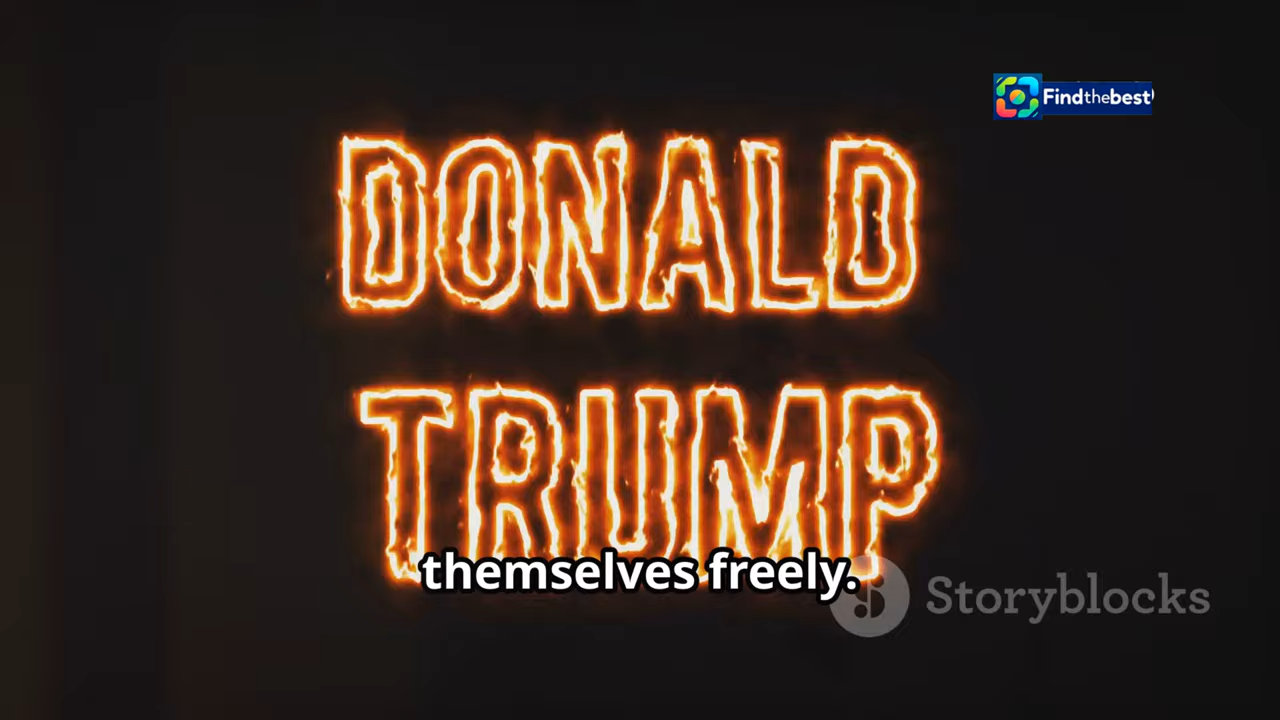 Findthebest
DONALD
TRUMP
themselves freely.
Storyblocks